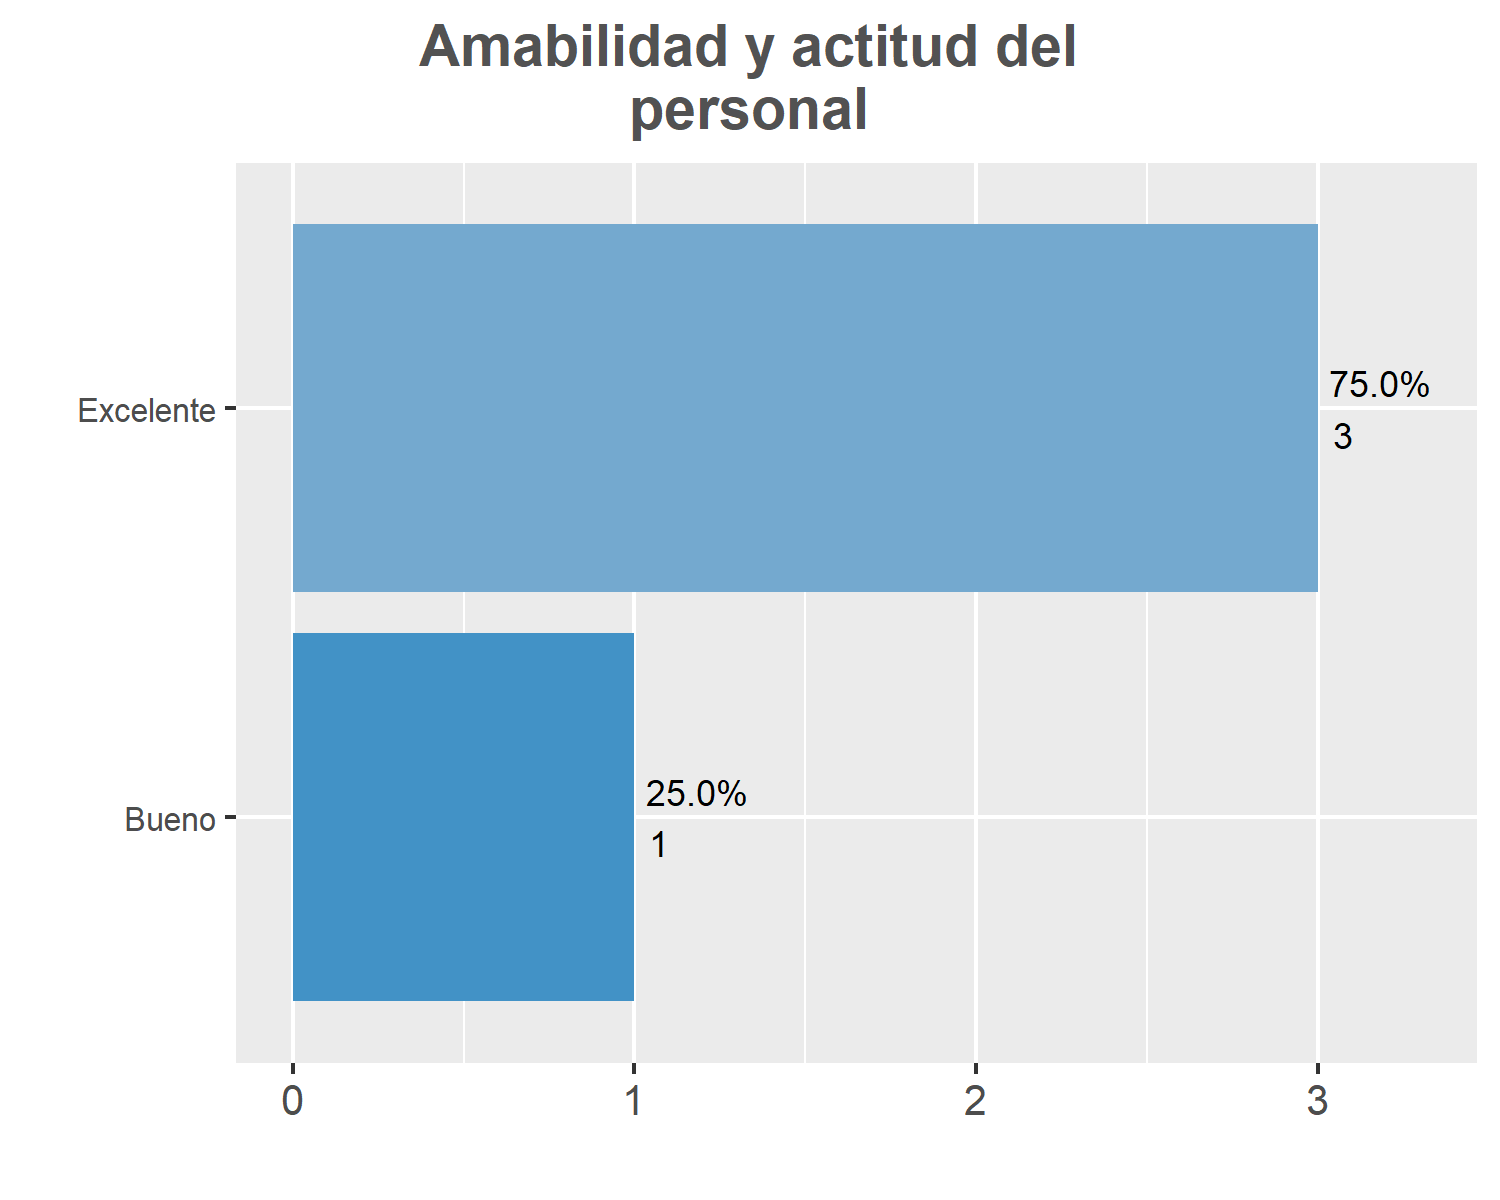 Amabilidad y actitud del
personal
Excelente
75.0%
3
Bueno
25.0%
1
0 1 2 3